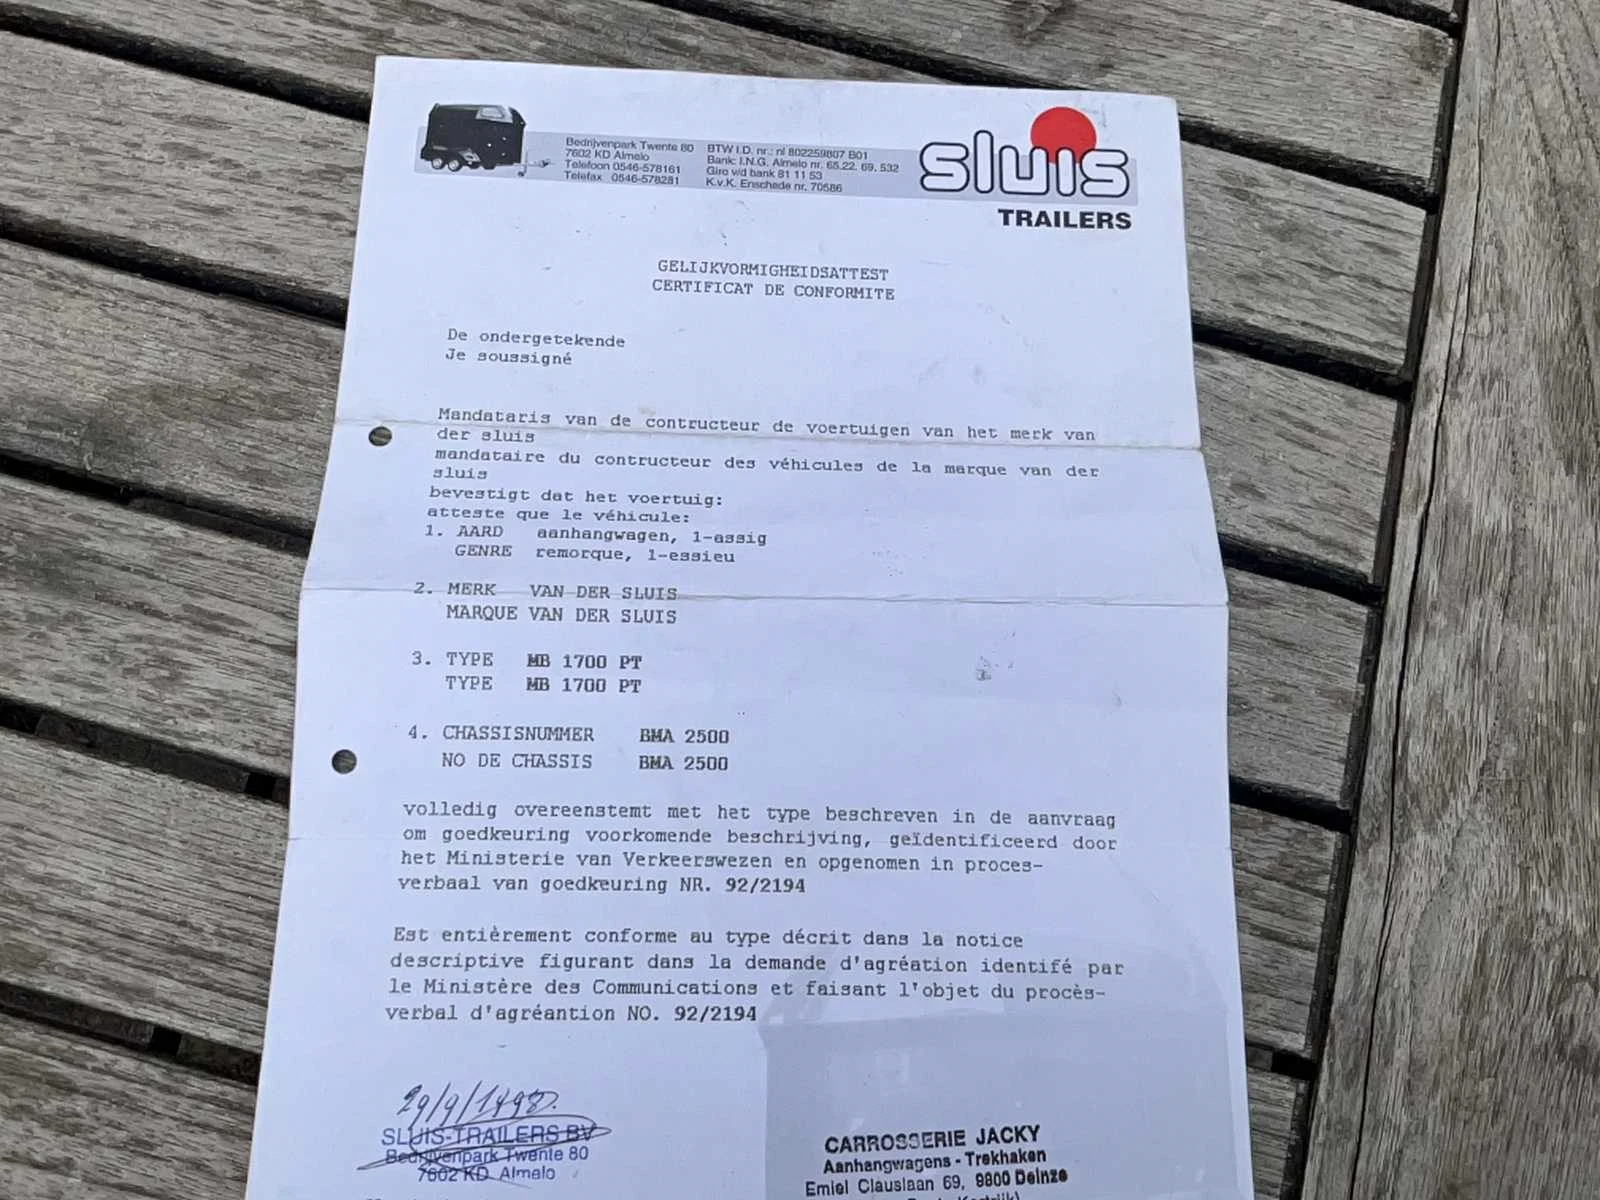 Bedrijvenpark Twente 80
7602 KD Almelo
Telefoon 0546-578161
Telefax 0546-578281
BTW I.D. nr.: nl 802259807 B01
Bank: I.N.G. Almelo nr. 65.22. 69. 532
Giro v/d bank 81 11 53
K.v.K. Enschede nr. 70586
sluis
TRAILERS
GELIJKVORMIGHEIDSATTEST
CERTIFICAT DE CONFORMITE
De ondergetekende
Je soussigné
Mandataris van de contructeur de voertuigen van het merk van
der sluis
mandataire du contructeur des véhicules de la marque van der
sluis
bevestigt dat het voertuig:
atteste que le véhicule:
1. AARD aanhangwagen, 1-assig
GENRE remorque, 1-essieu
2. MERK VAN DER SLUIS
MARQUE VAN DER SLUIS
3. TYPE MB 1700 PT
TYPE MB 1700 PT
4. CHASSISNUMMER BMA 2500
NO DE CHASSIS BMA 2500
volledig overeenstemt met het type beschreven in de aanvraag
om goedkeuring voorkomende beschrijving, geïdentificeerd door
het Ministerie van Verkeerswezen en opgenomen in proces-
verbaal van goedkeuring NR. 92/2194
Est entièrement conforme au type décrit dans la notice
descriptive figurant dans la demande d'agréation identifé par
le Ministère des Communications et faisant l'objet du procès-
verbal d'agréantion NO. 92/2194
29/9/1998.
SLUIS-TRAILERS BV
Bedrijvenpark Twente 80
7602 KD Almelo
CARROSSERIE JACKY
Aanhangwagens - Trekhaken
Emiel Clauslaan 69, 9800 Deinze